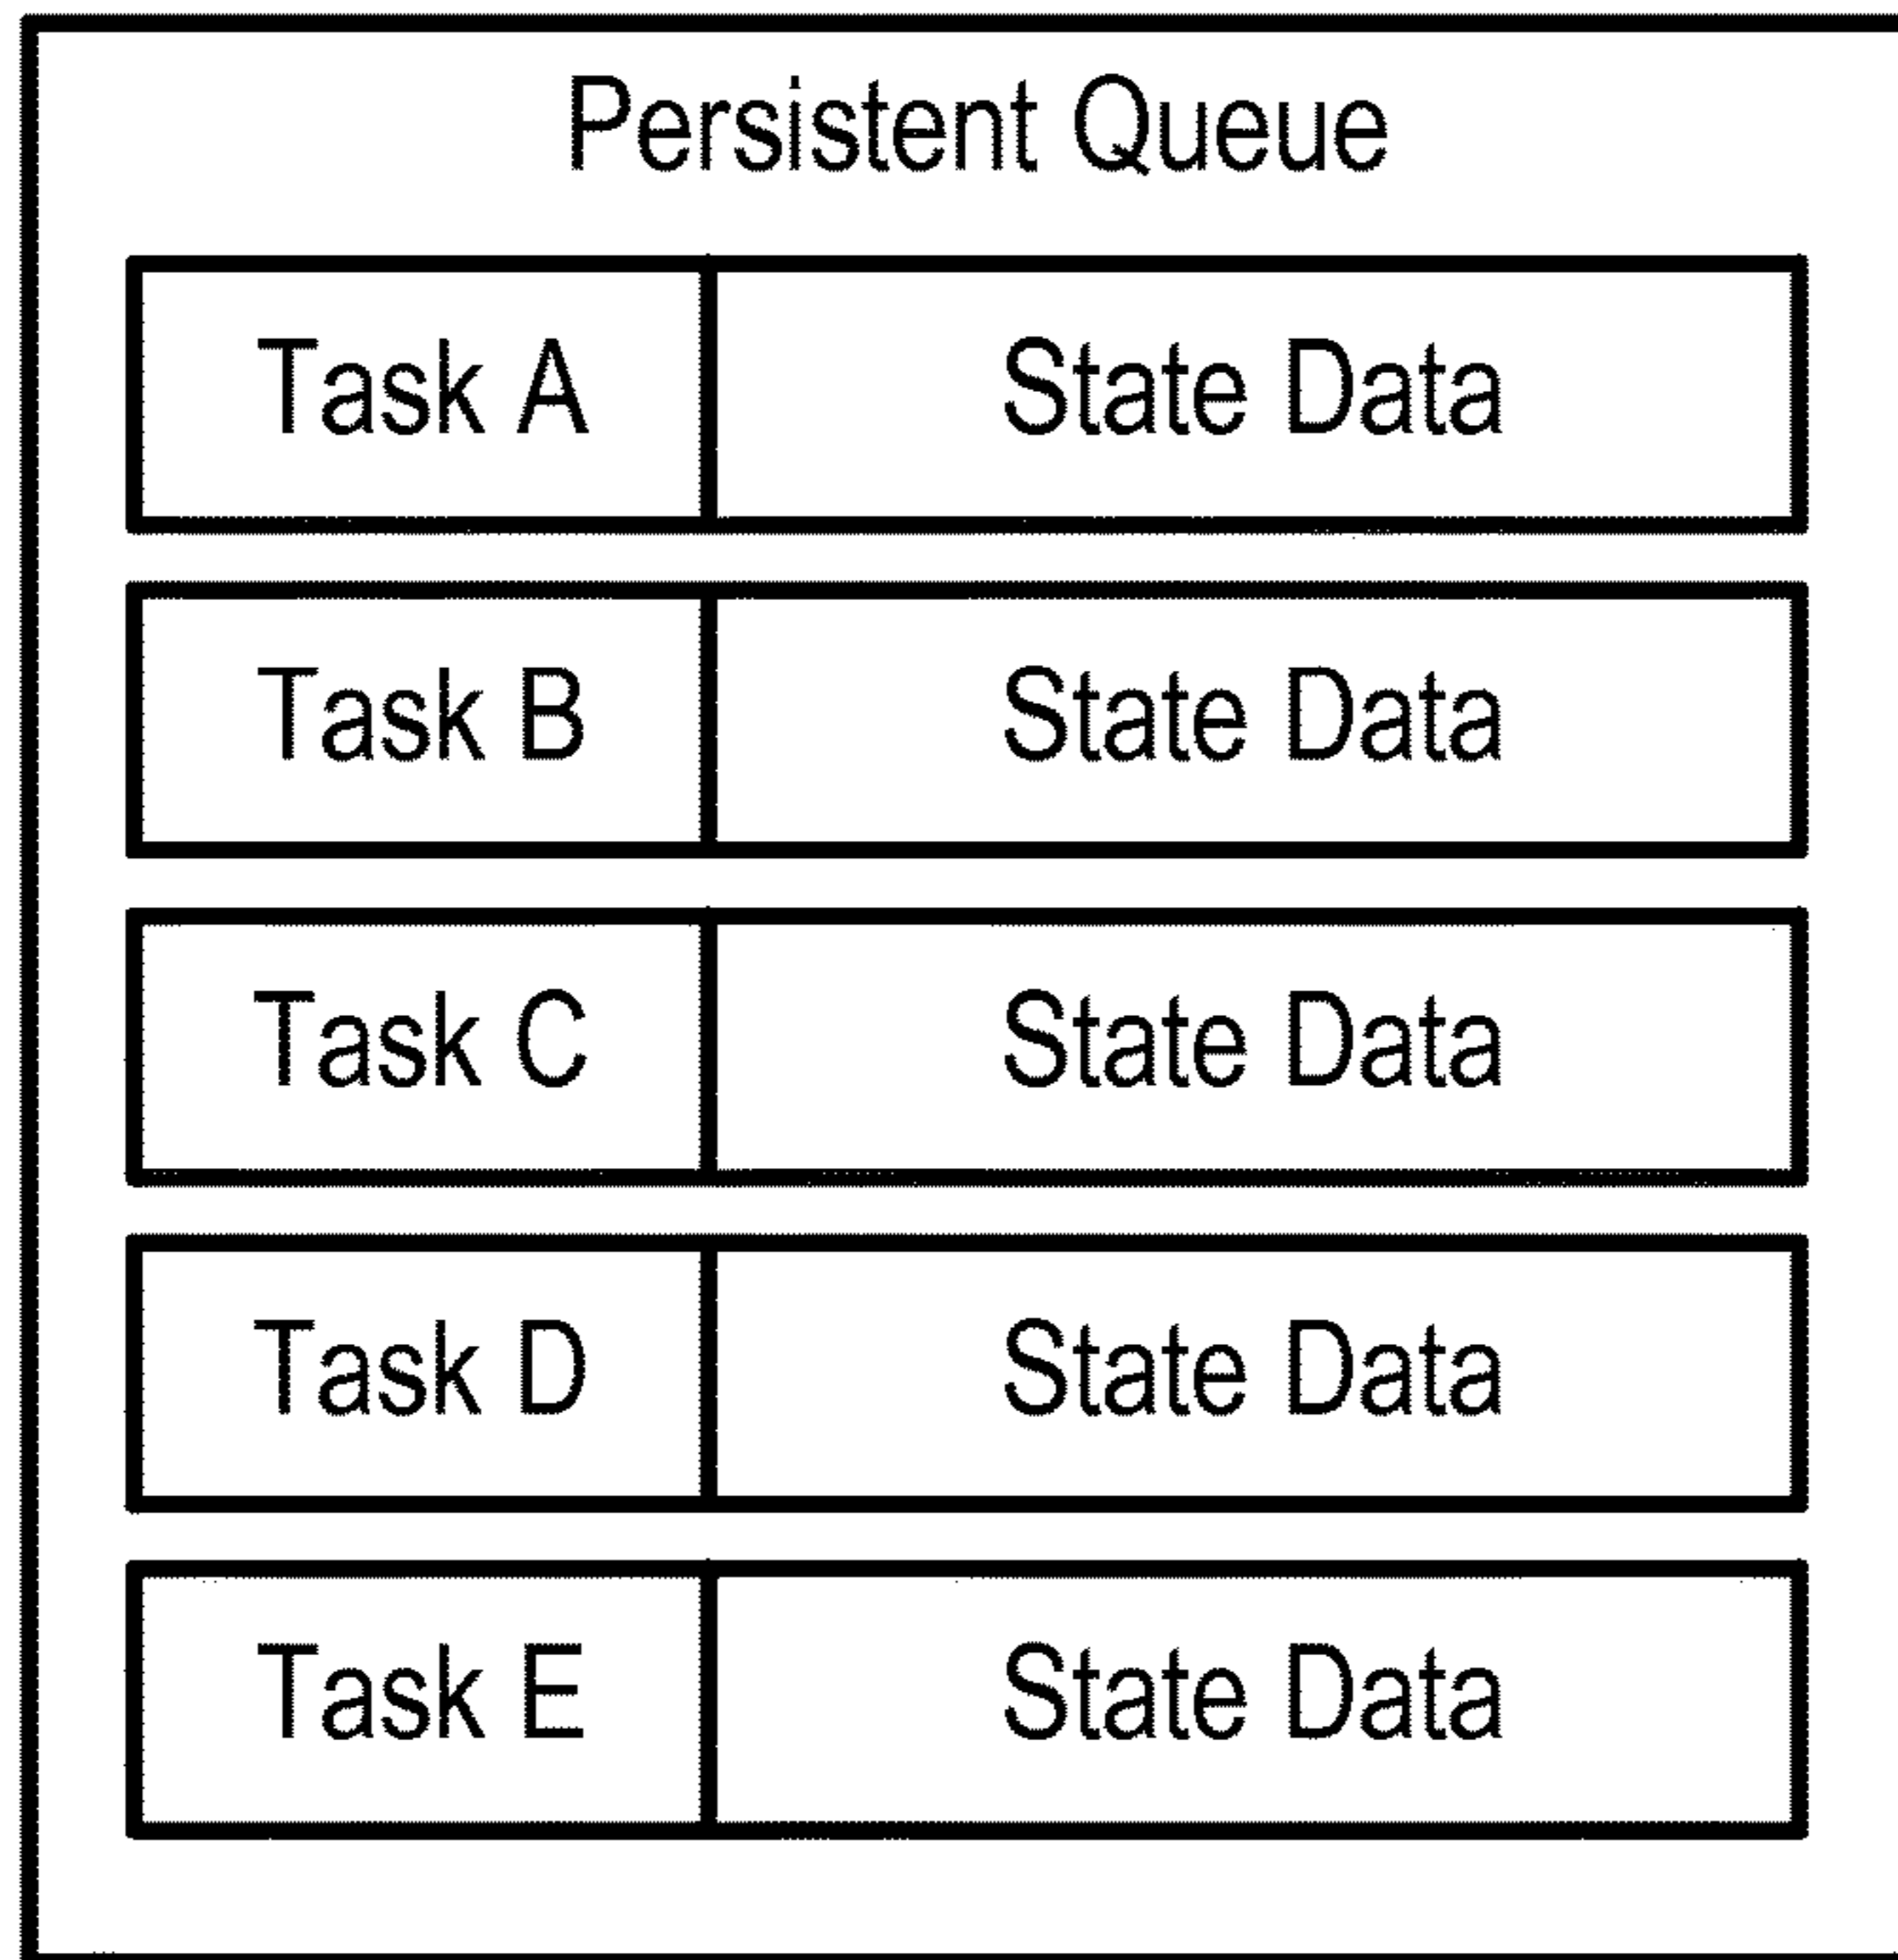 Persistent Queue
Task A State Data
Task B State Data
Task C State Data
Task D State Data
Task E State Data